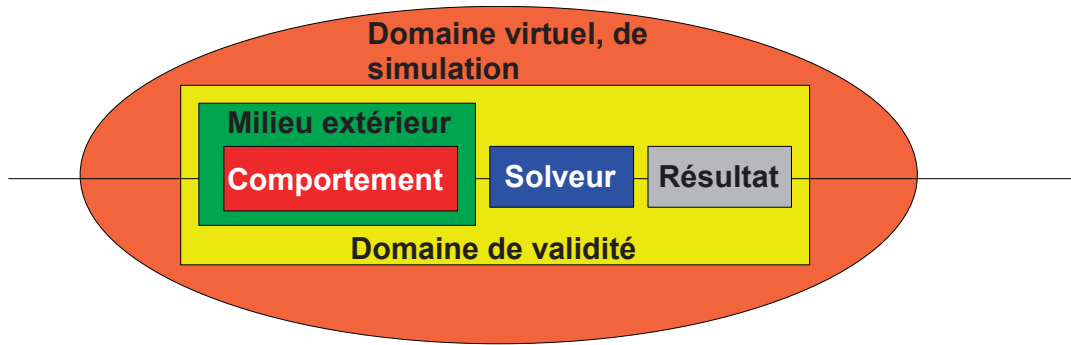 Domaine virtuel, de
simulation
Milieu extérieur
Comportement
Solveur
Résultat
Domaine de validité